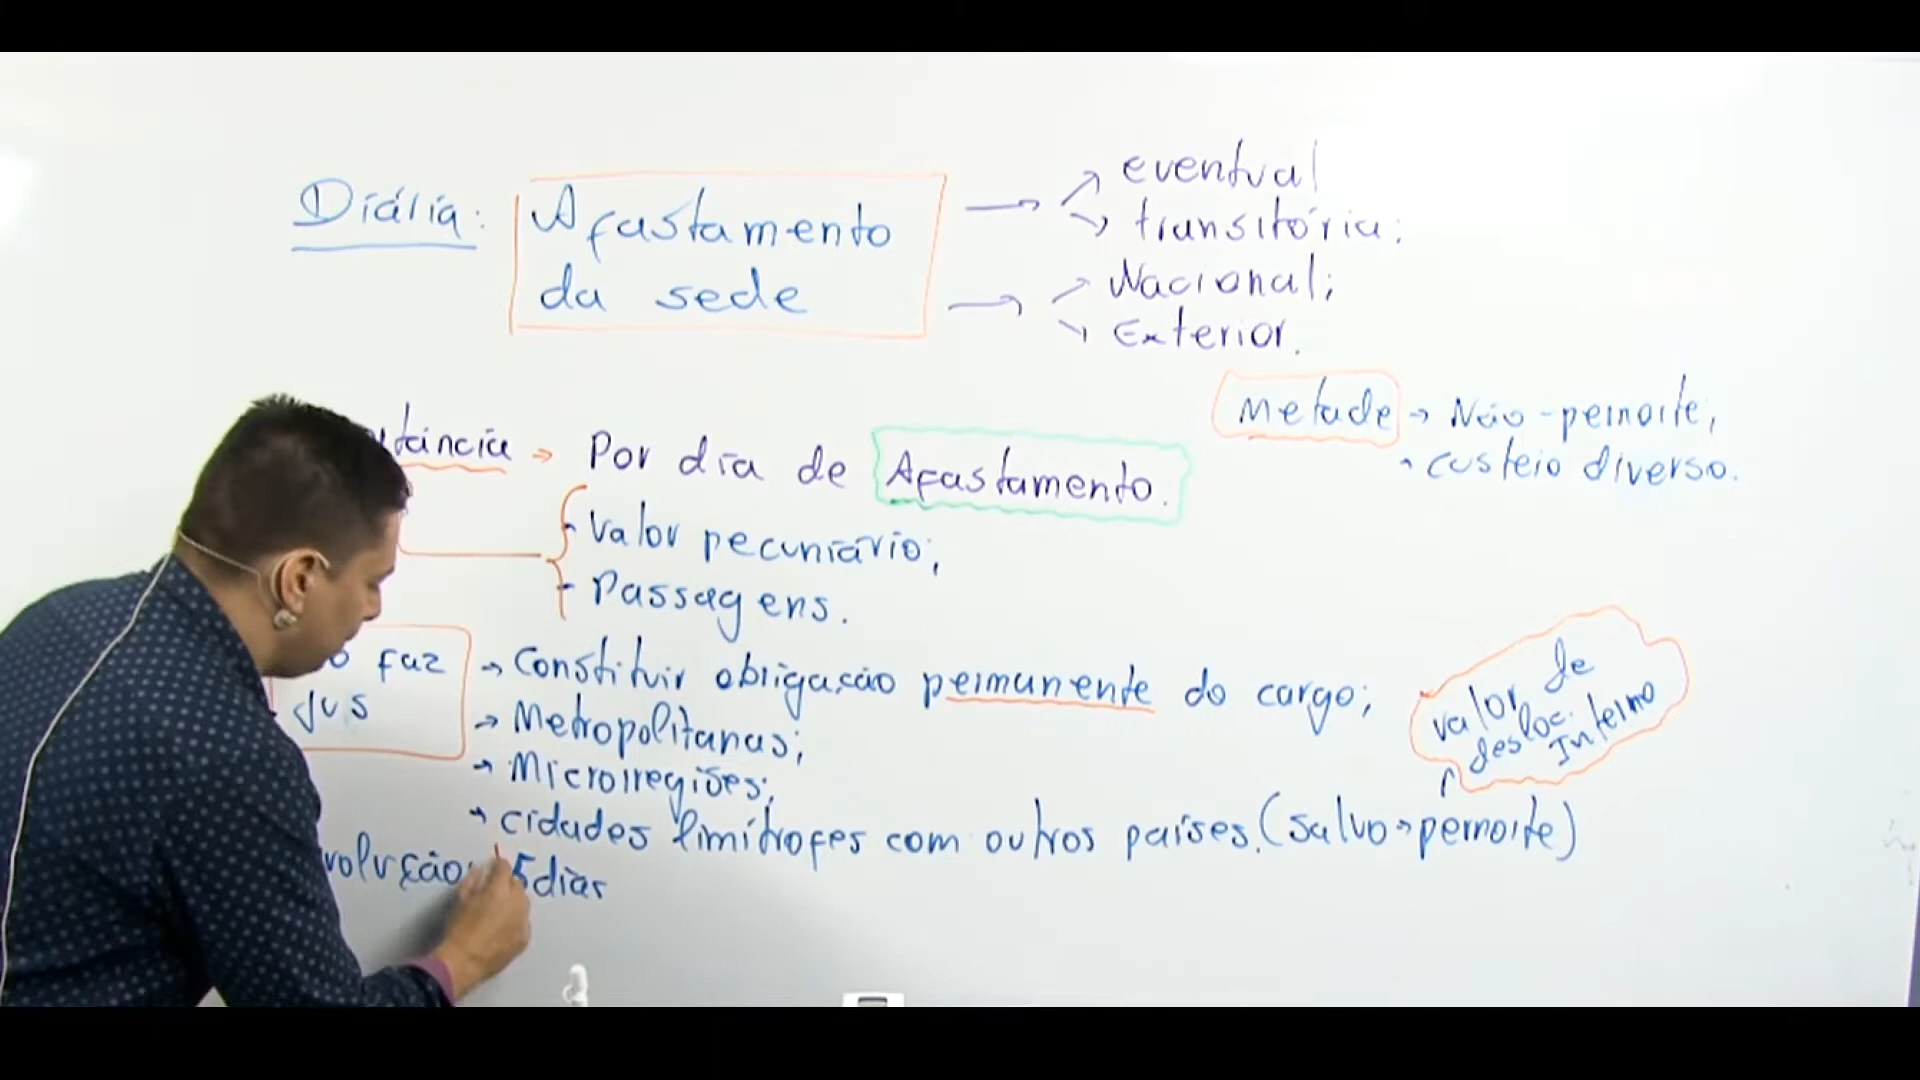 Diária: Afastamento da sede
→ eventual
→ transitória;
→ Nacional;
→ Exterior.
Metade → Não-pernoite;
→ custeio diverso.
tância → Por dia de Afastamento.
- Valor pecuniário;
- Passagens.
o faz jus
→ Constituir obrigação permanente do cargo;
→ Metropolitanas;
→ Microrregiões;
→ cidades limítrofes com outros países. (salvo → pernoite)
valor de
desloc. Interno
volução: 5 dias